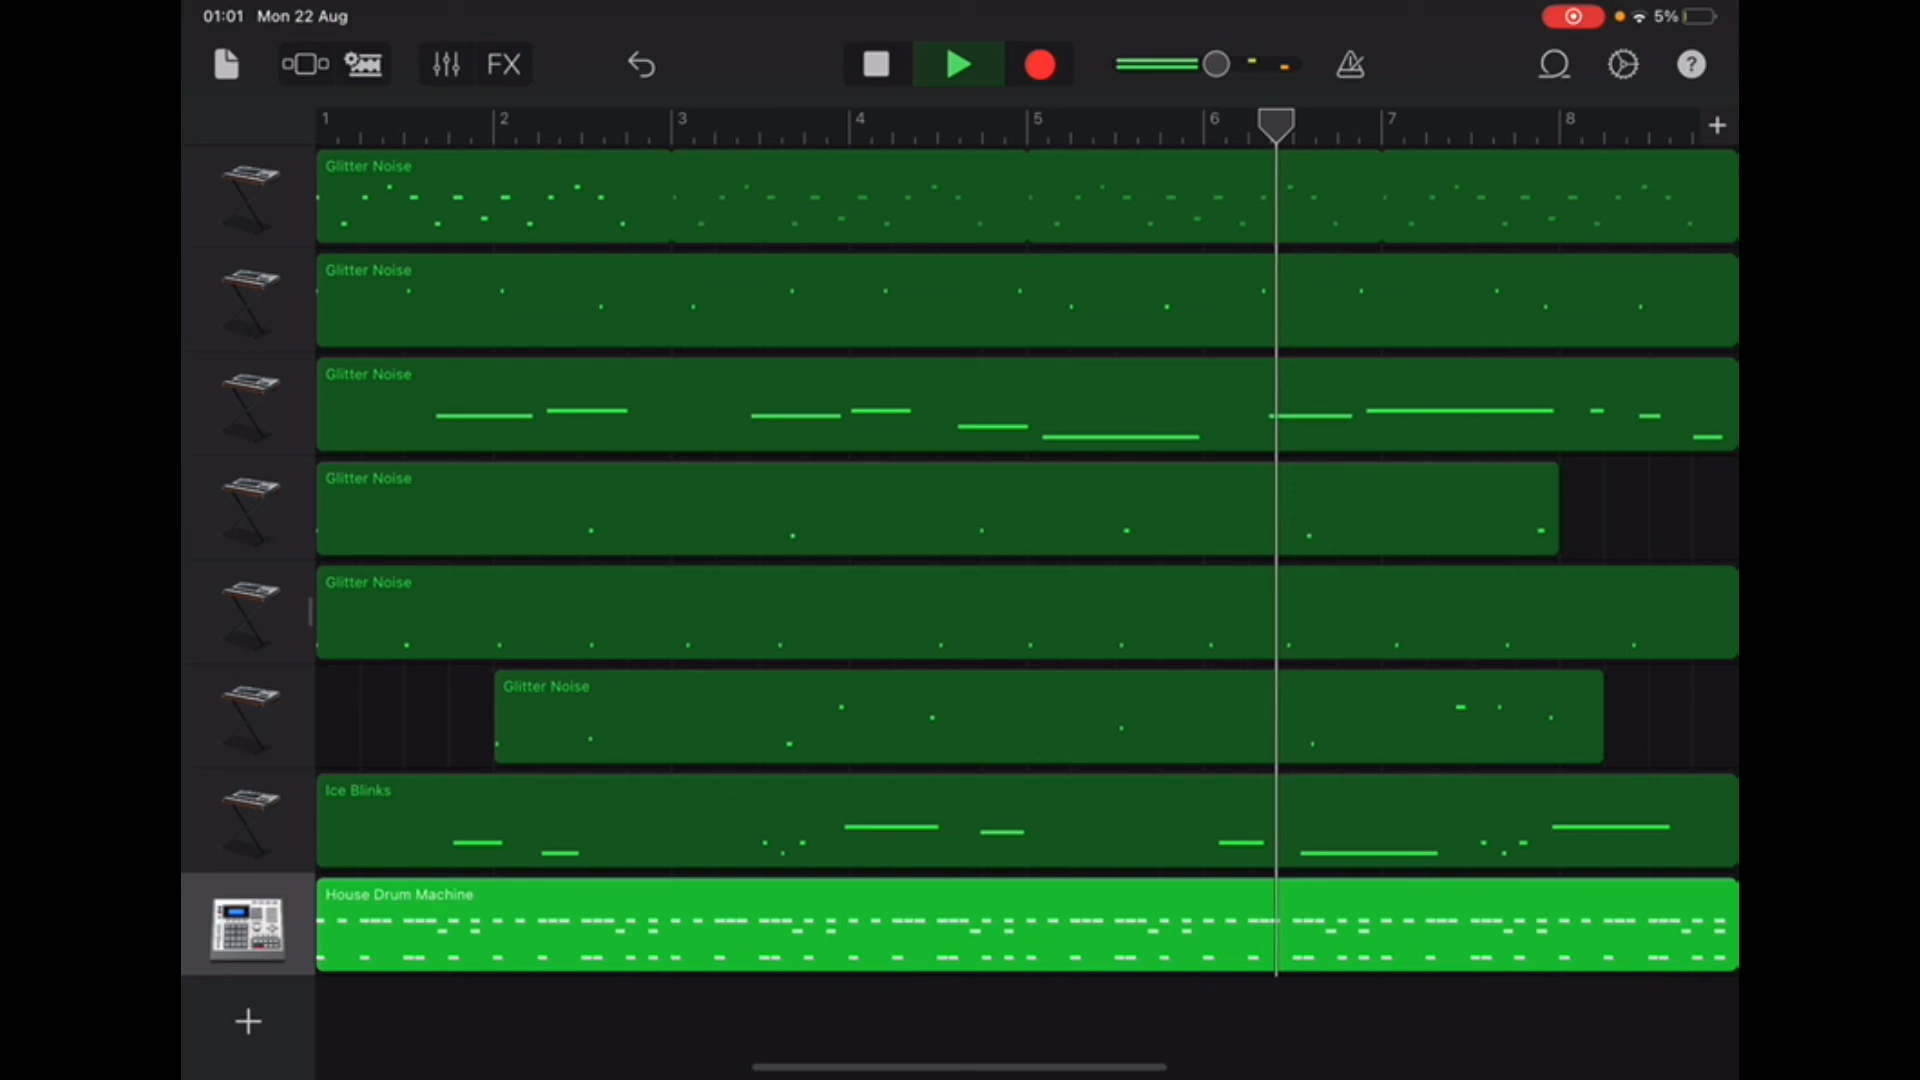 01:01 Mon 22 Aug 5%
FX ?
1 2 3 4 5 6 7 8 +
Glitter Noise
Glitter Noise
Glitter Noise
Glitter Noise
Glitter Noise
Glitter Noise
Ice Blinks
House Drum Machine
+